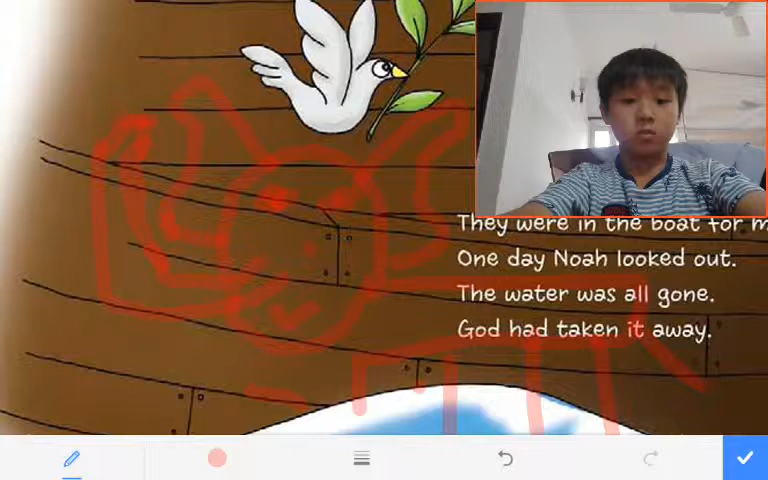 They were in the boat for
One day Noah looked out.
The water was all gone.
God had taken it away.